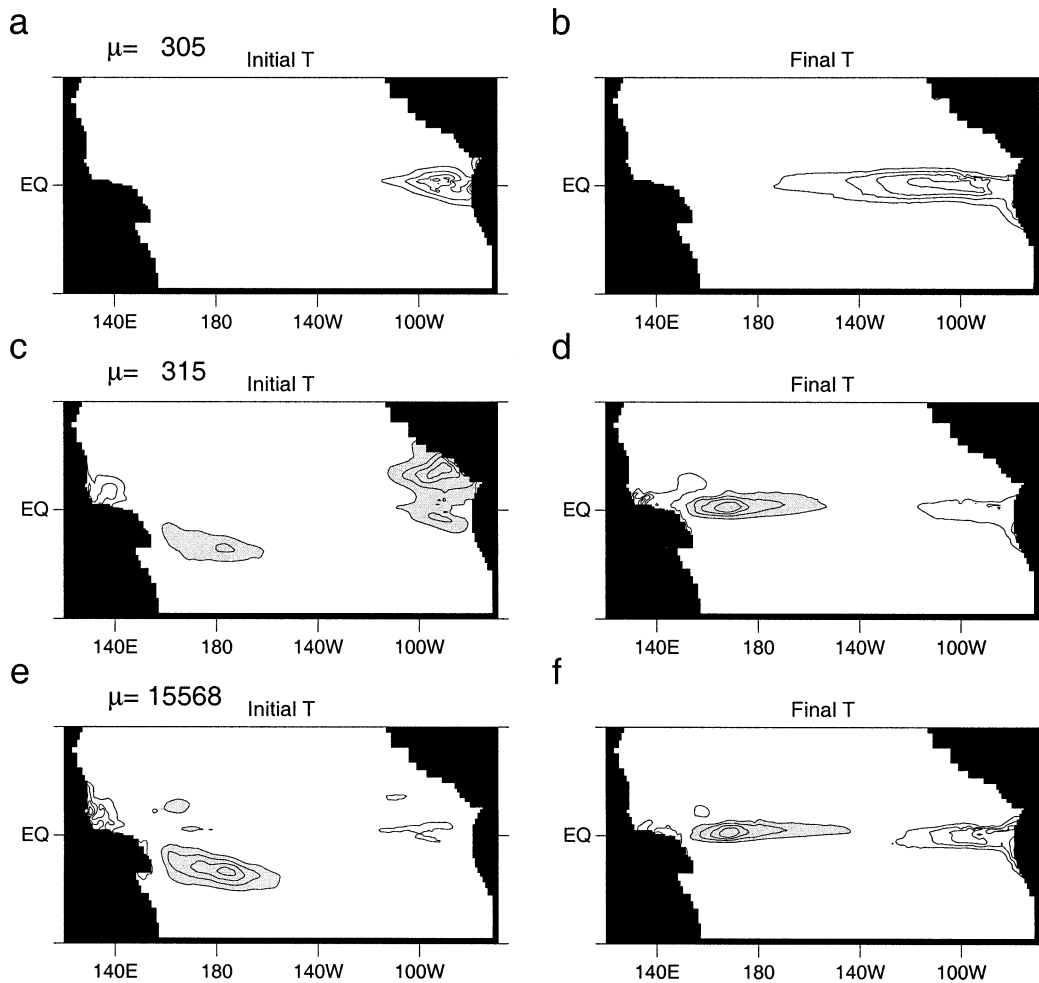 a
b
μ= 305
Initial T
Final T
EQ
EQ
140E 180 140W 100W
140E 180 140W 100W
c
d
μ= 315
Initial T
Final T
EQ
EQ
140E 180 140W 100W
140E 180 140W 100W
e
f
μ= 15568
Initial T
Final T
EQ
EQ
140E 180 140W 100W
140E 180 140W 100W